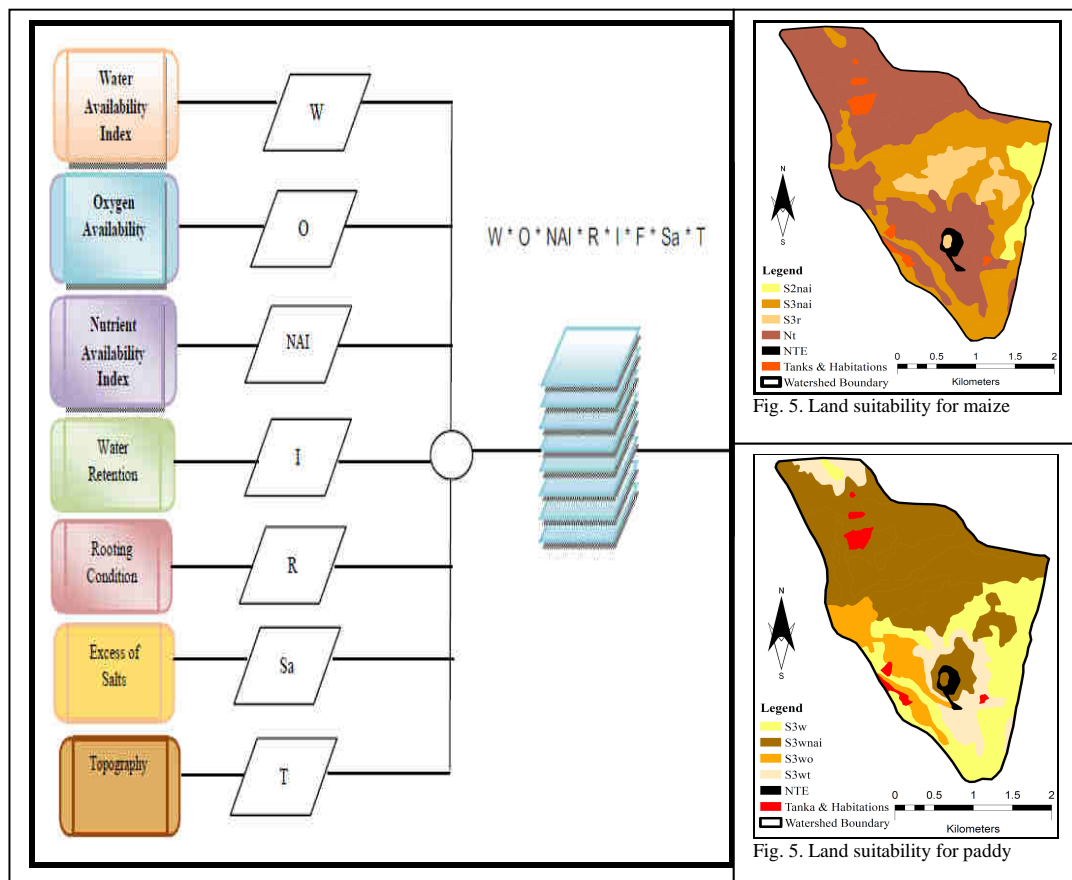 Water
Availability
Index
W
Oxygen
Availability
O
Nutrient
Availability
Index
NAI
Water
Retention
I
Rooting
Condition
R
Excess of
Salts
Sa
Topography
T
W * O * NAI * R * I * F * Sa * T
N
S
Legend
S2nai
S3nai
S3r
Nt
NTE
Tanks & Habitations
Watershed Boundary
0 0.5 1 1.5 2
Kilometers
Fig. 5. Land suitability for maize
N
S
Legend
S3w
S3wnai
S3wo
S3wt
NTE
Tanka & Habitations
Watershed Boundary
0 0.5 1 1.5 2
Kilometers
Fig. 5. Land suitability for paddy